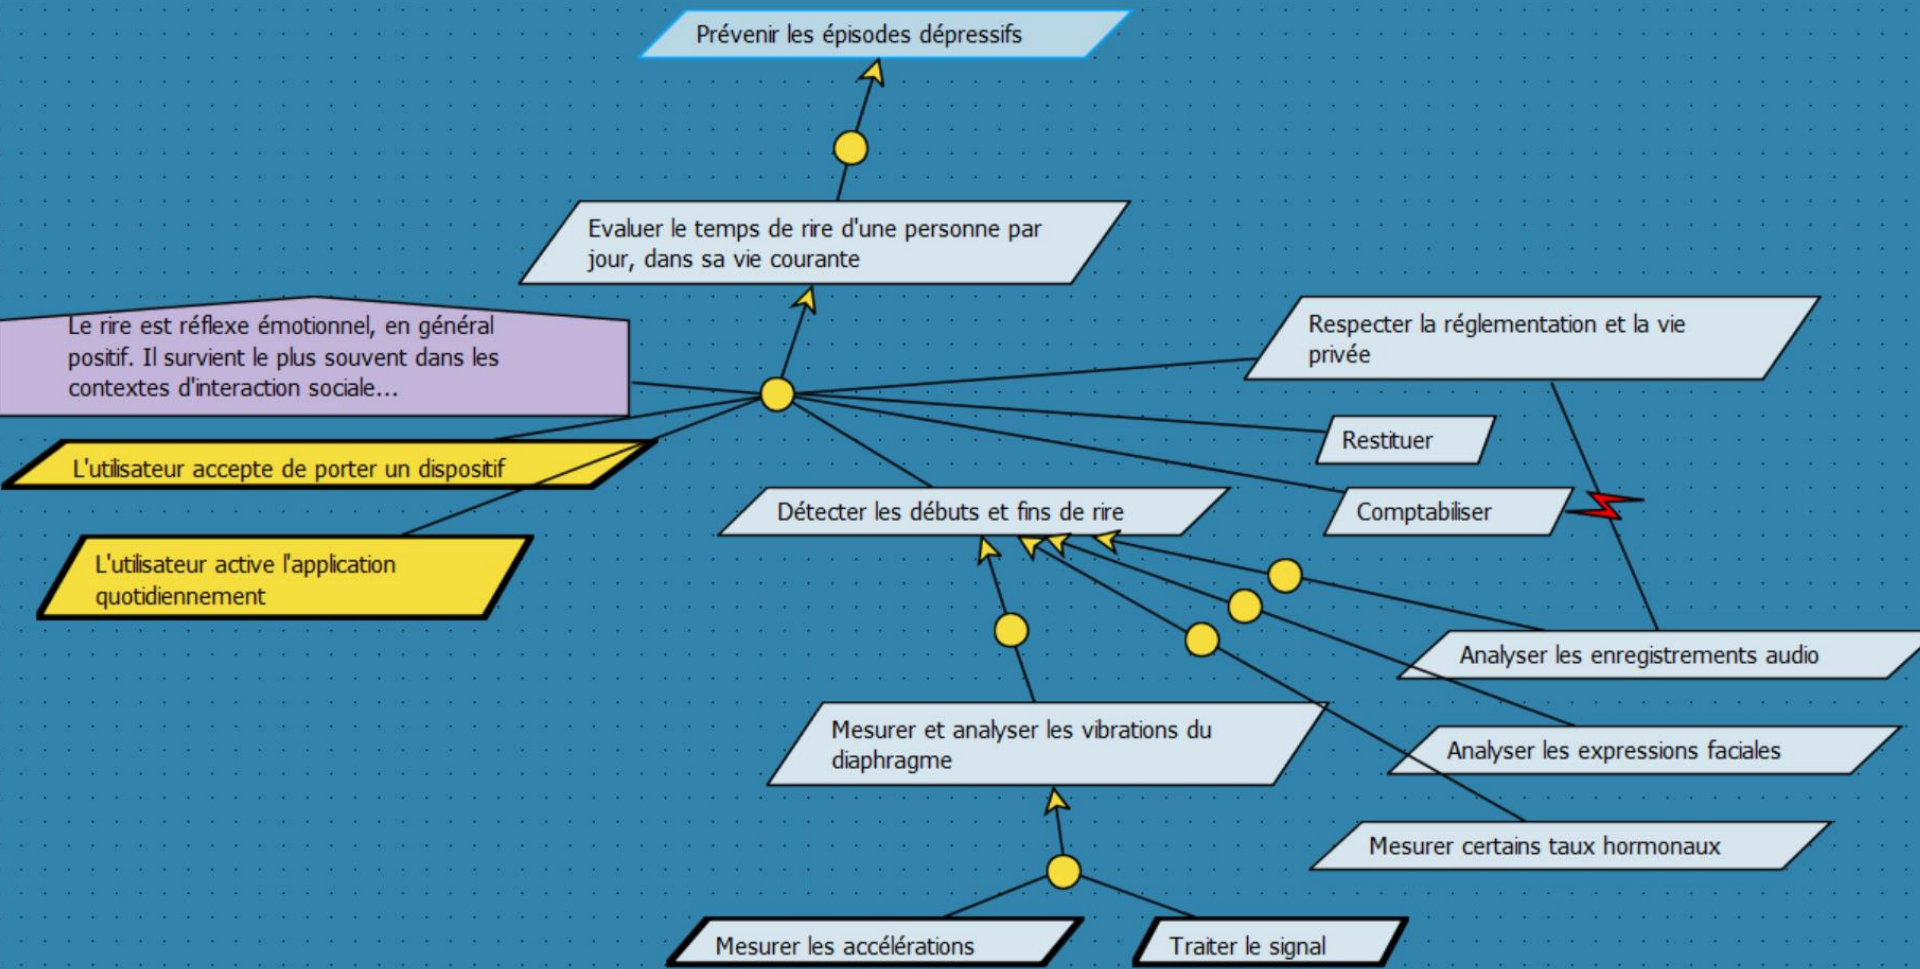 Prévenir les épisodes dépressifs
Evaluer le temps de rire d'une personne par
jour, dans sa vie courante
Le rire est réflexe émotionnel, en général
positif. Il survient le plus souvent dans les
contextes d'interaction sociale...
Respecter la réglementation et la vie
privée
Restituer
L'utilisateur accepte de porter un dispositif
Détecter les débuts et fins de rire
Comptabiliser
L'utilisateur active l'application
quotidiennement
Analyser les enregistrements audio
Mesurer et analyser les vibrations du
diaphragme
Analyser les expressions faciales
Mesurer certains taux hormonaux
Mesurer les accélérations
Traiter le signal